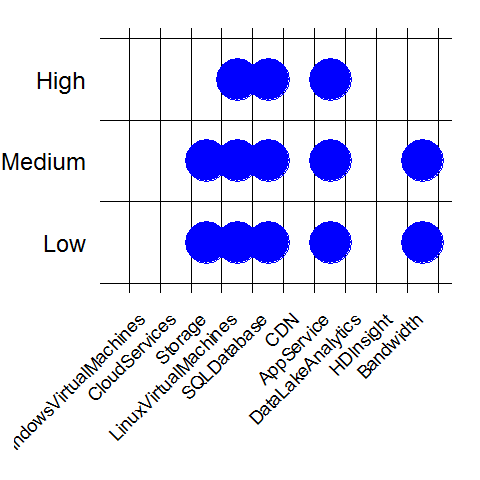 High
Medium
Low
ndowsVirtualMachines
CloudServices
Storage
LinuxVirtualMachines
SQLDatabase
CDN
AppService
DataLakeAnalytics
HDInsight
Bandwidth